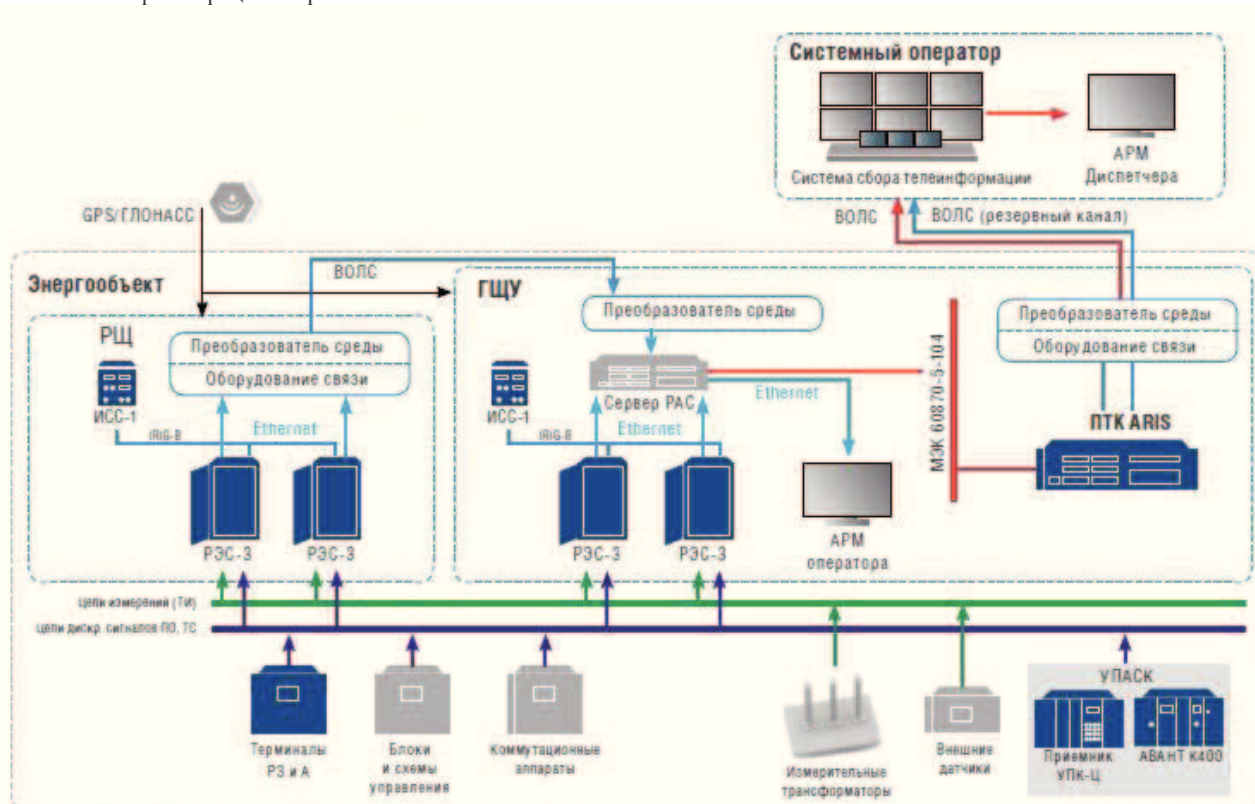 Системный оператор
Система сбора телеинформации
АРМ
Диспетчера
GPS/ГЛОНАСС
ВОЛС
ВОЛС (резервный канал)
Энергообъект
ВОЛС
РЩ
Преобразователь среды
Оборудование связи
ИСС-1
IRIG-B
Ethernet
РЭС-3
РЭС-3
ГЩУ
Преобразователь среды
Сервер РАС
Ethernet
ИСС-1
IRIG-B
Ethernet
РЭС-3
РЭС-3
АРМ
оператора
МЭК 60870-5-104
Преобразователь среды
Оборудование связи
ПТК ARIS
цепи измерений (ТИ)
цепи дискр. сигналов ПО, ТС
Терминалы
РЗ и А
Блоки
и схемы
управления
Коммутационные
аппараты
Измерительные
трансформаторы
Внешние
датчики
УПАСК
Приемник
УПК-Ц
АВАНТ К400